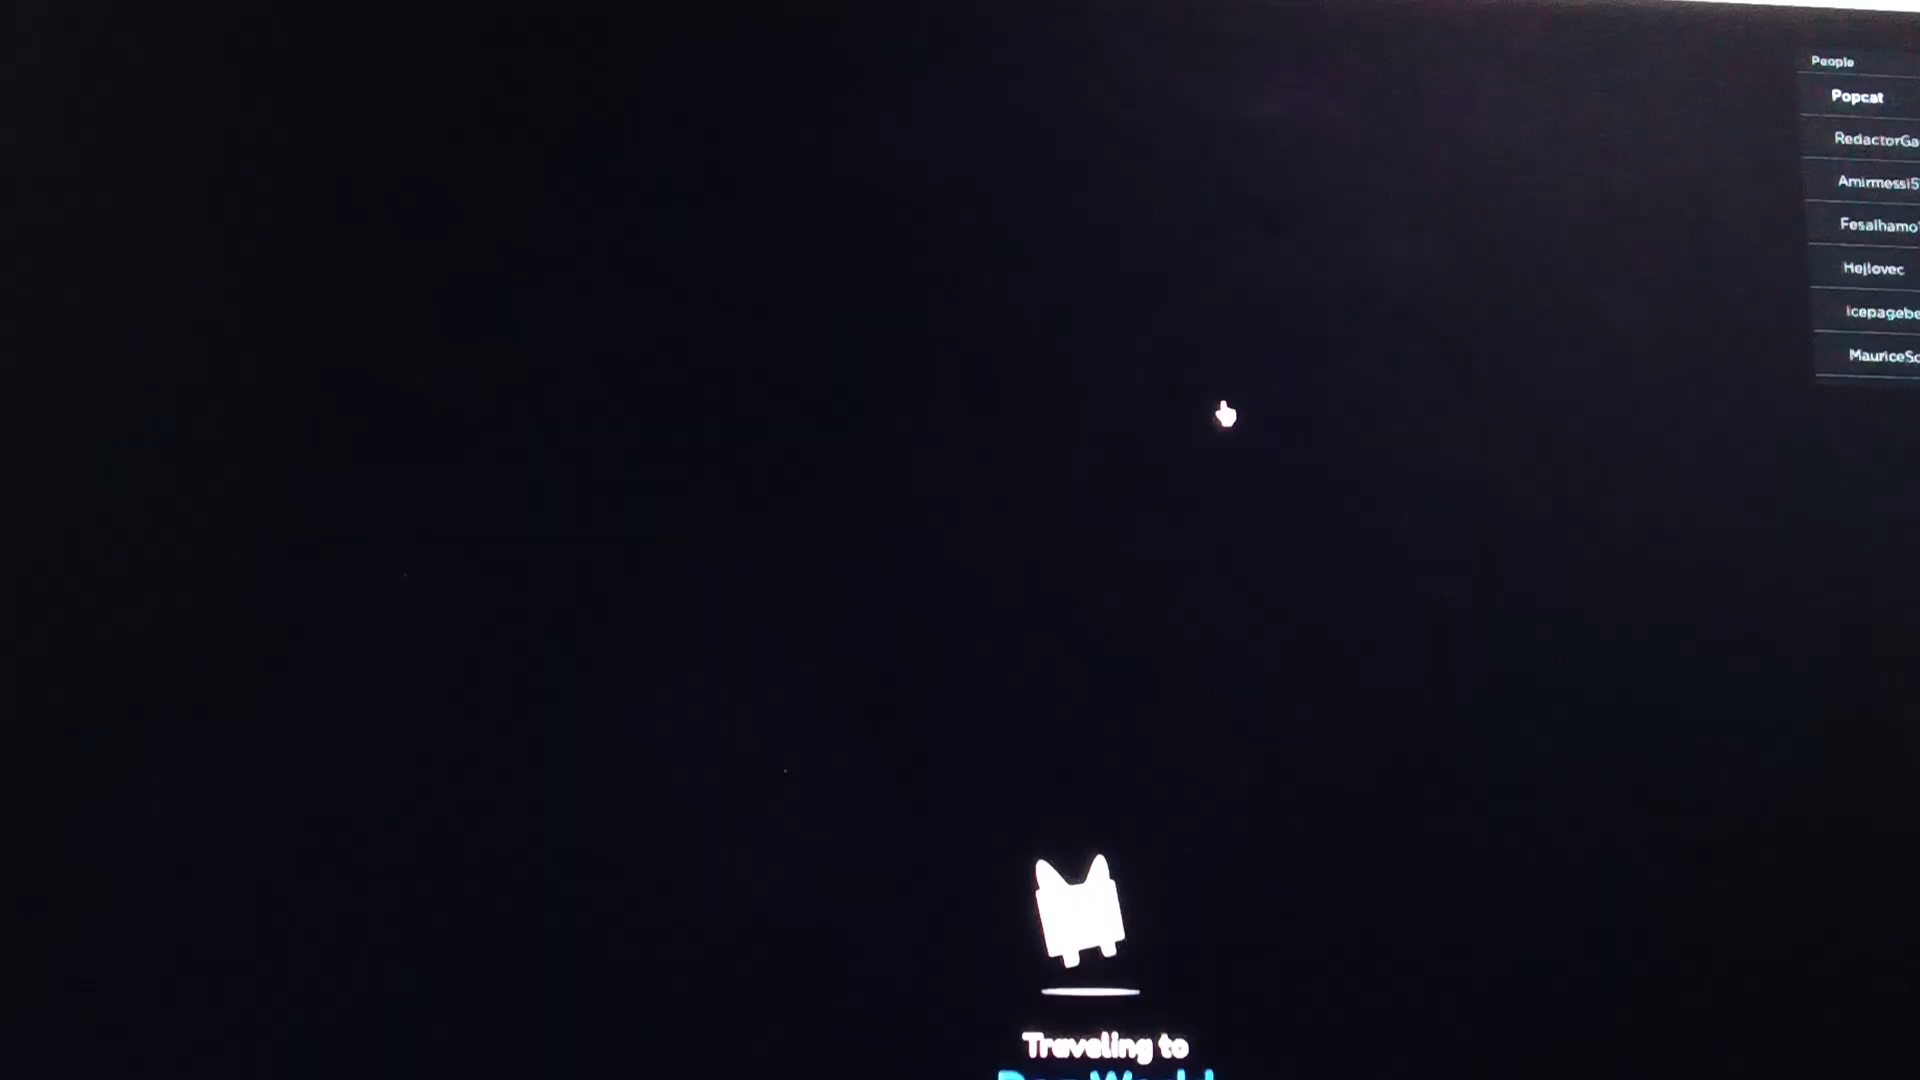 People
Popcat
RedactorGa
Amirmessi5
Fesalhamo
Hejlovec
Icepagebe
MauriceSc
Traveling to